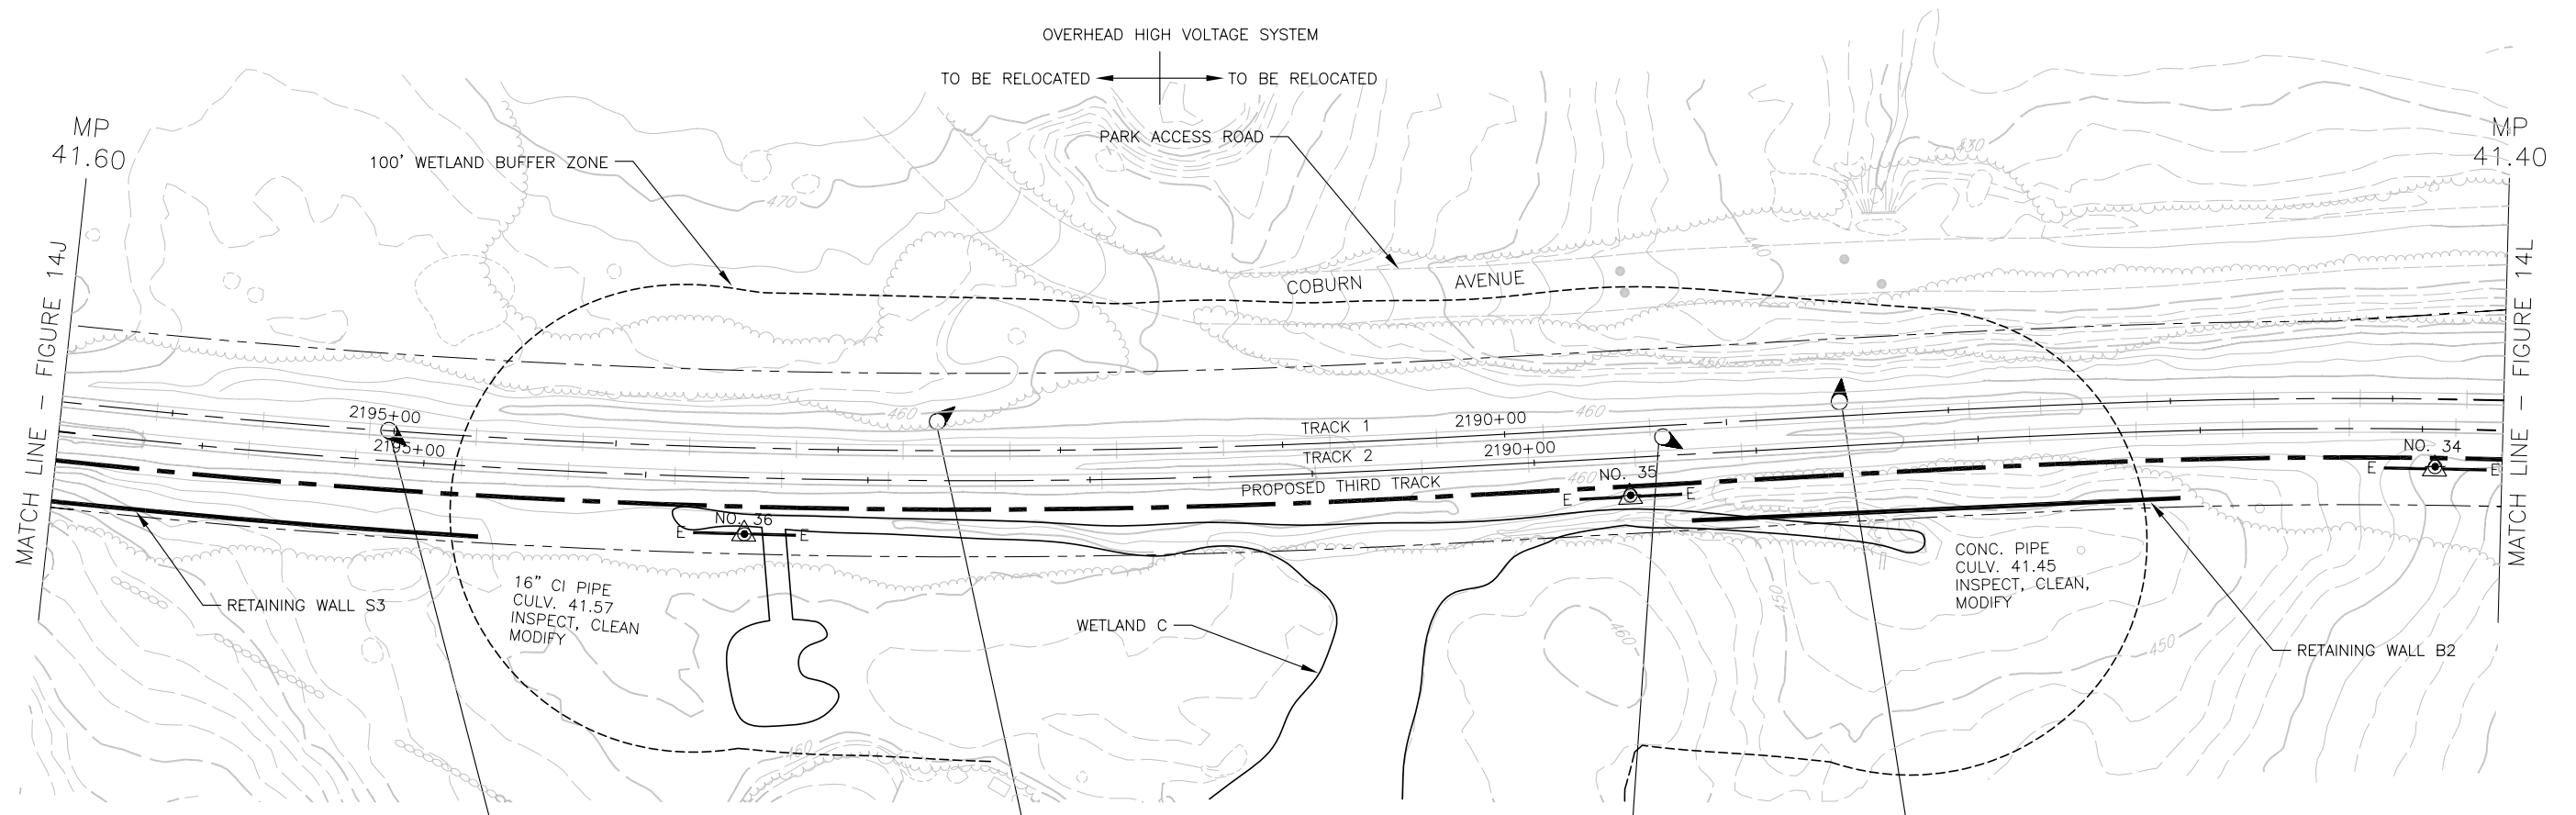 OVERHEAD HIGH VOLTAGE SYSTEM
TO BE RELOCATED
TO BE RELOCATED
MP
41.60
MP
41.40
PARK ACCESS ROAD
100' WETLAND BUFFER ZONE
430
470
440
COBURN AVENUE
MATCH LINE – FIGURE 14J
MATCH LINE – FIGURE 14L
2195+00
2195+00
460
TRACK 1
2190+00
460
TRACK 2
2190+00
PROPOSED THIRD TRACK
460
NO. 35
E
E
NO. 34
E
E
NO. 36
E
E
16" CI PIPE
CULV. 41.57
INSPECT, CLEAN
MODIFY
CONC. PIPE
CULV. 41.45
INSPECT, CLEAN,
MODIFY
RETAINING WALL S3
WETLAND C
450
460
450
RETAINING WALL B2
460